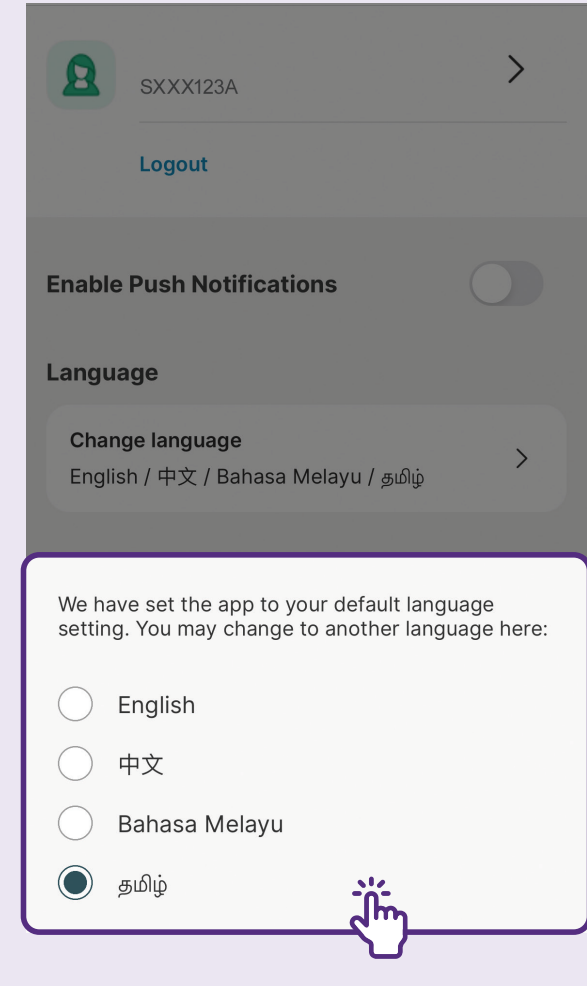 SXXX123A
Logout
Enable Push Notifications
Language
Change language
English / 中文 / Bahasa Melayu / தமிழ்
We have set the app to your default language
setting. You may change to another language here:
English
中文
Bahasa Melayu
தமிழ்